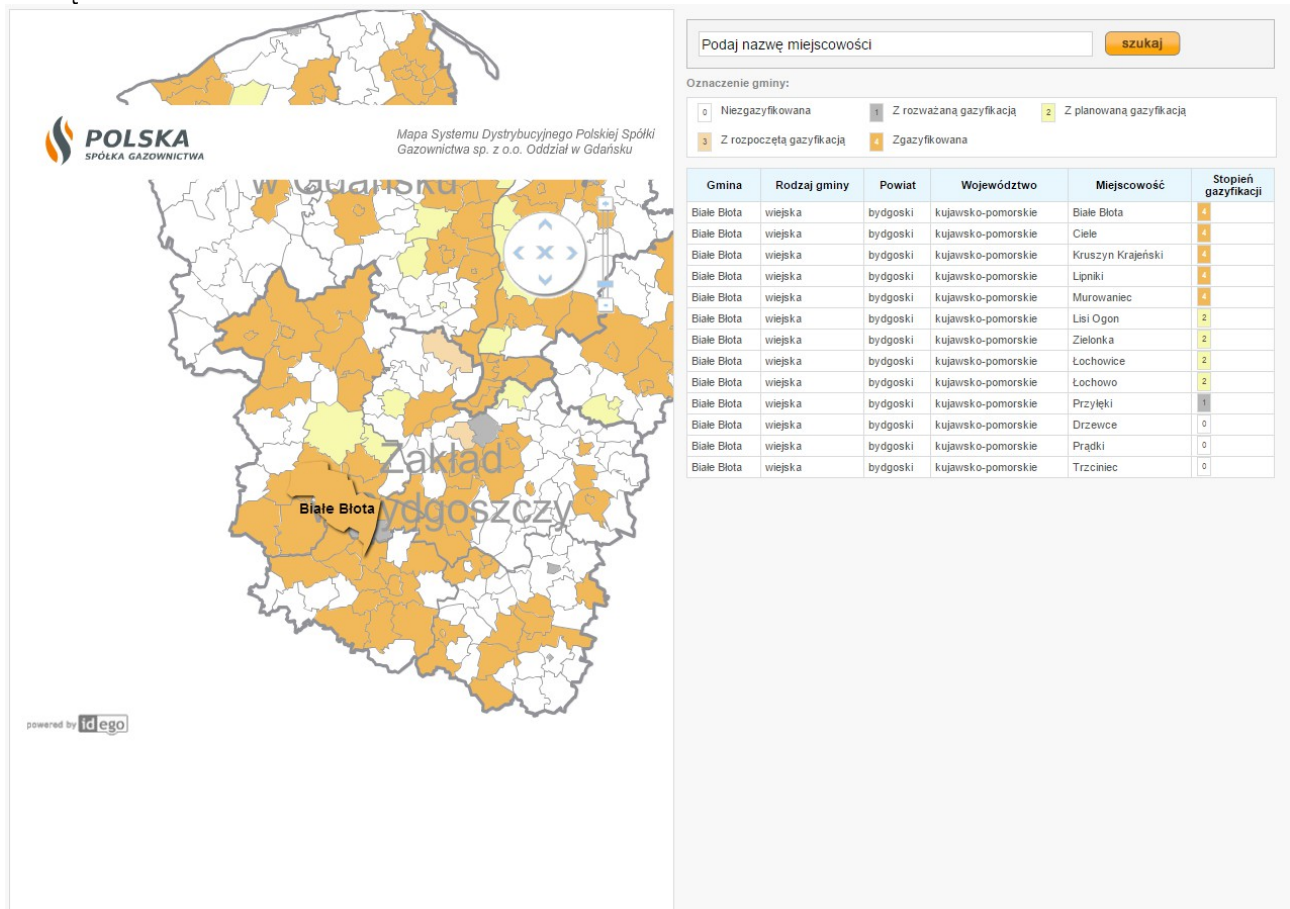 POLSKA
SPÓŁKA GAZOWNICTWA
Mapa Systemu Dystrybucyjnego Polskiej Spółki
Gazownictwa sp. z o.o. Oddział w Gdańsku
w Gdańsku
Zakład
w Bydgoszczy
Białe Błota
powered by idego
Podaj nazwę miejscowości
szukaj
Oznaczenie gminy:
0 Niezgazyfikowana 1 Z rozważaną gazyfikacją 2 Z planowaną gazyfikacją
3 Z rozpoczętą gazyfikacją 4 Zgazyfikowana
Gmina Rodzaj gminy Powiat Województwo Miejscowość Stopień gazyfikacji
Białe Błota wiejska bydgoski kujawsko-pomorskie Białe Błota 4
Białe Błota wiejska bydgoski kujawsko-pomorskie Ciele 4
Białe Błota wiejska bydgoski kujawsko-pomorskie Kruszyn Krajeński 4
Białe Błota wiejska bydgoski kujawsko-pomorskie Lipniki 4
Białe Błota wiejska bydgoski kujawsko-pomorskie Murowaniec 4
Białe Błota wiejska bydgoski kujawsko-pomorskie Lisi Ogon 2
Białe Błota wiejska bydgoski kujawsko-pomorskie Zielonka 2
Białe Błota wiejska bydgoski kujawsko-pomorskie Łochowice 2
Białe Błota wiejska bydgoski kujawsko-pomorskie Łochowo 2
Białe Błota wiejska bydgoski kujawsko-pomorskie Przyłęki 1
Białe Błota wiejska bydgoski kujawsko-pomorskie Drzewce 0
Białe Błota wiejska bydgoski kujawsko-pomorskie Prądki 0
Białe Błota wiejska bydgoski kujawsko-pomorskie Trzciniec 0